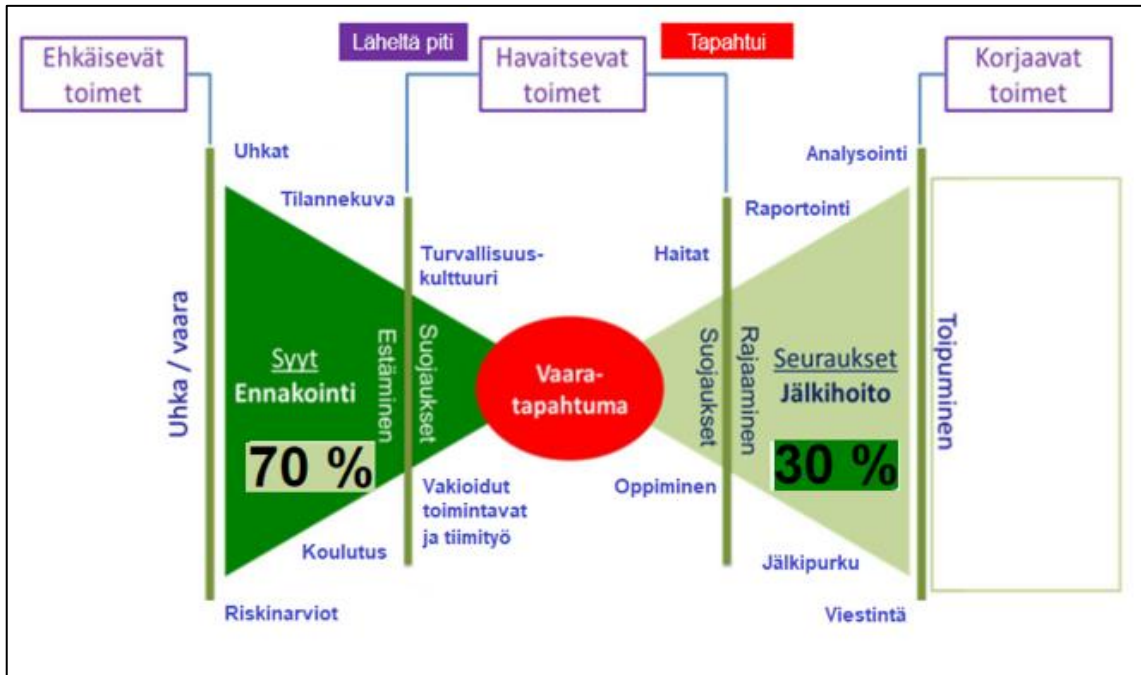 Ehkäisevät
toimet
Läheltä piti
Havaitsevat
toimet
Tapahtui
Korjaavat
toimet
Uhkat
Tilannekuva
Turvallisuus-
kulttuuri
Uhka / vaara
Syyt
Ennakointi
70 %
Estäminen
Suojaukset
Koulutus
Vakioidut
toimintavat
ja tiimityö
Riskinarviot
Vaara-
tapahtuma
Analysointi
Raportointi
Haitat
Suojaukset
Rajaaminen
Seuraukset
Jälkihoito
30 %
Toipuminen
Oppiminen
Jälkipurku
Viestintä